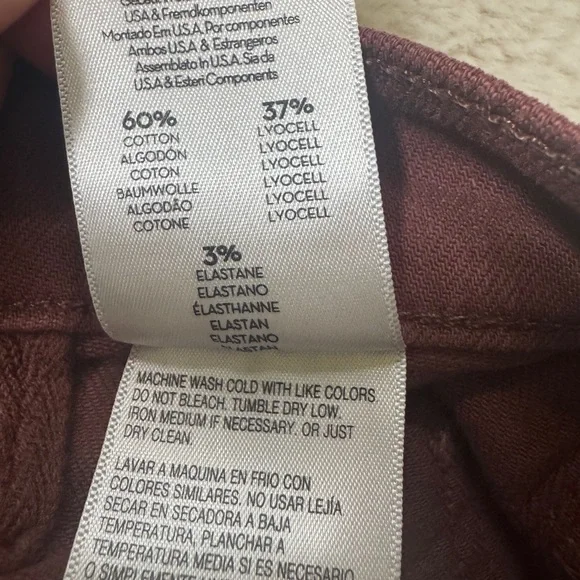 USA & Fremdkomponenten
Montado Em U.S.A. Por componentes
Ambos U.S.A & Estrangeros
Assemblato In U.S.A. Sia da
U.S.A & Esteri Components
60%
COTTON
ALGODÓN
COTON
BAUMWOLLE
ALGODÃO
COTONE
37%
LYOCELL
LYOCELL
LYOCELL
LYOCELL
LYOCELL
LYOCELL
3%
ELASTANE
ELASTANO
ÉLASTHANNE
ELASTAN
ELASTANO
ELASTAN
MACHINE WASH COLD WITH LIKE COLORS
DO NOT BLEACH. TUMBLE DRY LOW.
IRON MEDIUM IF NECESSARY. OR JUST
DRY CLEAN.
LAVAR A MAQUINA EN FRIO CON
COLORES SIMILARES. NO USAR LEJÍA
SECAR EN SECADORA A BAJA
TEMPERATURA. PLANCHAR A
TEMPERATURA MEDIA SI ES NECESARIO
O SIMPLEMENTE